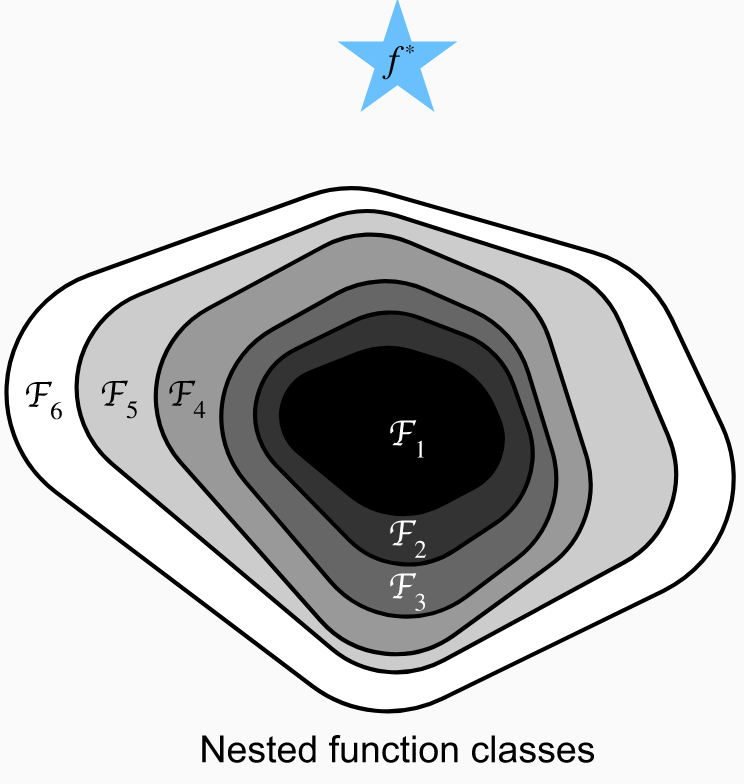 f*
ℱ6 ℱ5 ℱ4
ℱ1
ℱ2
ℱ3
Nested function classes